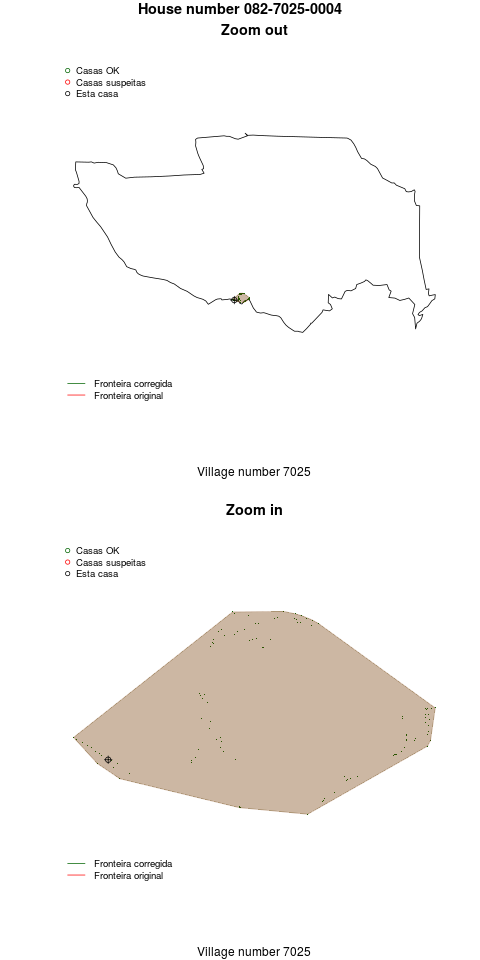 House number 082-7025-0004
Zoom out
Casas OK
Casas suspeitas
Esta casa
Fronteira corregida
Fronteira original
Village number 7025
Zoom in
Casas OK
Casas suspeitas
Esta casa
Fronteira corregida
Fronteira original
Village number 7025